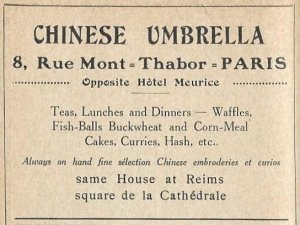 CHINESE UMBRELLA
8, Rue Mont=Thabor=PARIS
Opposite Hôtel Meurice
Teas, Lunches and Dinners — Waffles,
Fish-Balls Buckwheat and Corn-Meal
Cakes, Curries, Hash, etc..
Always on hand fine sélection Chinese embroderies et curios
same House at Reims
square de la Cathédrale